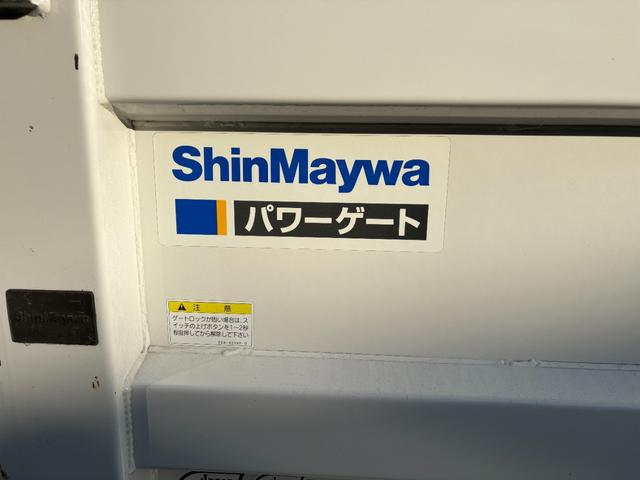 ShinMaywa
パワーゲート
注 意
ゲートロックが固い場合は、ス
イッチの上げボタンを1〜2秒
程度押してから解除して下さい
ShinMaywa